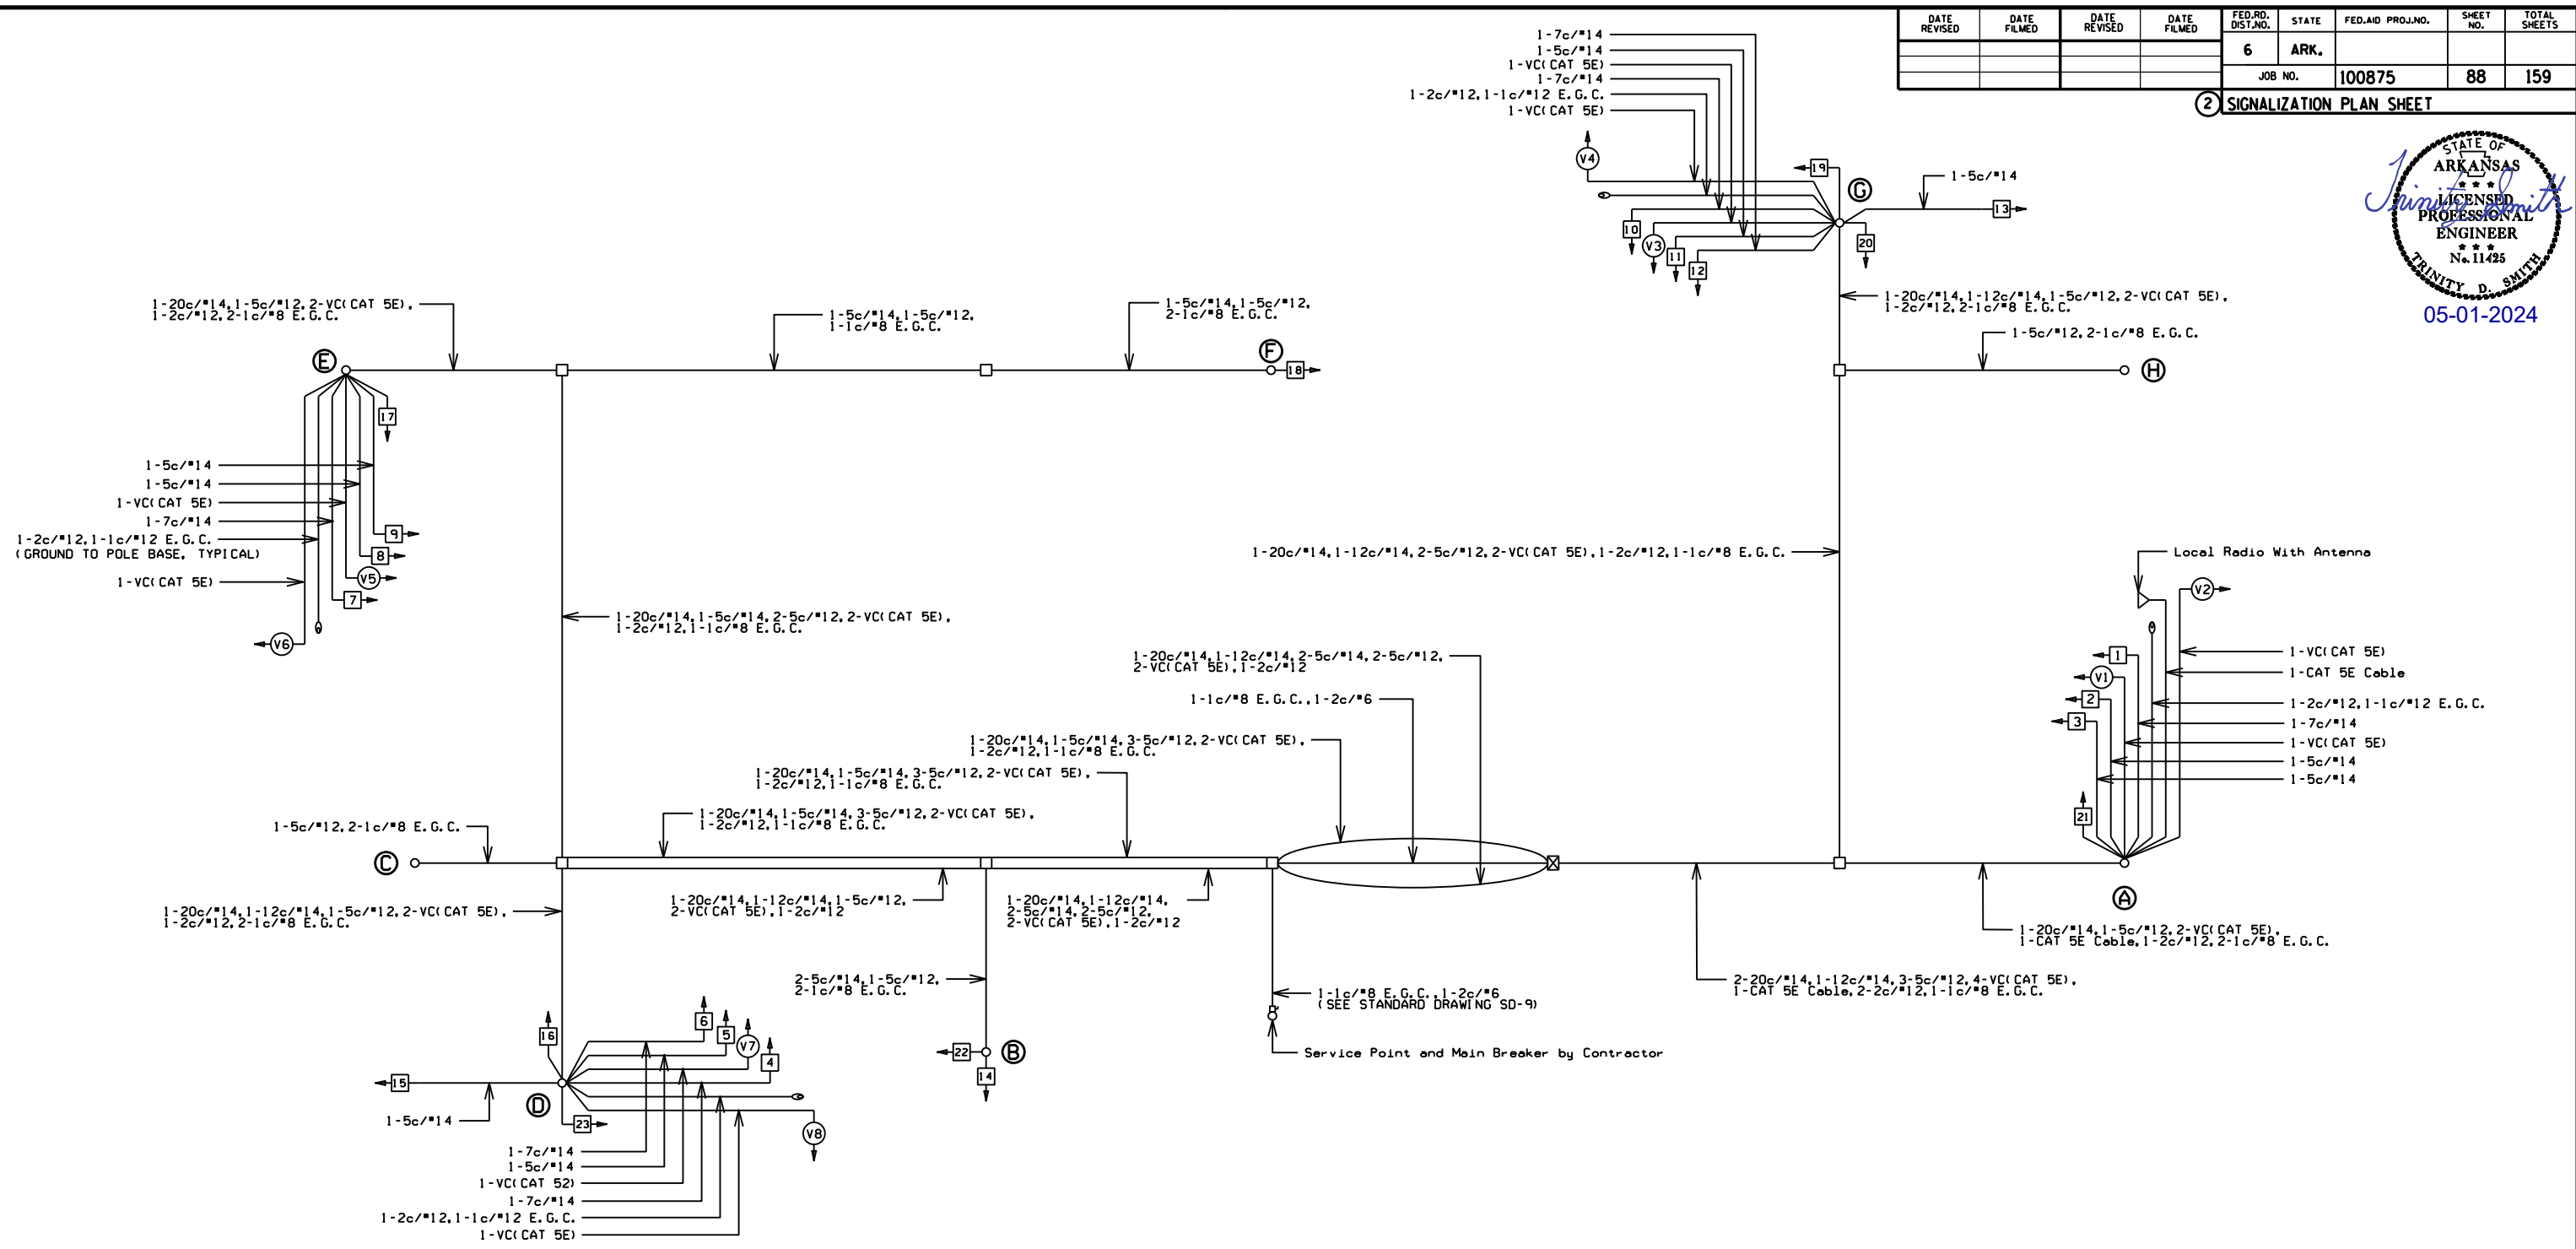 DATE REVISED
DATE FILMED
DATE REVISED
DATE FILMED
FED.RD. DIST.NO.
STATE
FED.AID PROJ.NO.
SHEET NO.
TOTAL SHEETS
6
ARK.
JOB NO.
100875
88
159
2
SIGNALIZATION PLAN SHEET
STATE OF
ARKANSAS
* * *
LICENSED
PROFESSIONAL
ENGINEER
* * *
No. 11425
TRINITY D. SMITH
Trinity Smith
05-01-2024
1-7c/#14
1-5c/#14
1-VC(CAT 5E)
1-7c/#14
1-2c/#12,1-1c/#12 E.G.C.
1-VC(CAT 5E)
V4
19
G
1-5c/#14
13
10
V3
11
12
20
1-20c/#14,1-12c/#14,1-5c/#12,2-VC(CAT 5E),
1-2c/#12,2-1c/#8 E.G.C.
1-5c/#12,2-1c/#8 E.G.C.
H
1-20c/#14,1-5c/#12,2-VC(CAT 5E),
1-2c/#12,2-1c/#8 E.G.C.
1-5c/#14,1-5c/#12,
1-1c/#8 E.G.C.
1-5c/#14,1-5c/#12,
2-1c/#8 E.G.C.
E
F
18
17
1-5c/#14
1-5c/#14
1-VC(CAT 5E)
1-7c/#14
1-2c/#12,1-1c/#12 E.G.C.
(GROUND TO POLE BASE, TYPICAL)
1-VC(CAT 5E)
9
8
V5
7
V6
1-20c/#14,1-12c/#14,2-5c/#12,2-VC(CAT 5E),1-2c/#12,1-1c/#8 E.G.C.
Local Radio With Antenna
V2
1
V1
2
3
21
1-VC(CAT 5E)
1-CAT 5E Cable
1-2c/#12,1-1c/#12 E.G.C.
1-7c/#14
1-VC(CAT 5E)
1-5c/#14
1-5c/#14
1-20c/#14,1-5c/#14,2-5c/#12,2-VC(CAT 5E),
1-2c/#12,1-1c/#8 E.G.C.
1-20c/#14,1-12c/#14,2-5c/#14,2-5c/#12,
2-VC(CAT 5E),1-2c/#12
1-1c/#8 E.G.C.,1-2c/#6
1-20c/#14,1-5c/#14,3-5c/#12,2-VC(CAT 5E),
1-2c/#12,1-1c/#8 E.G.C.
1-20c/#14,1-5c/#14,3-5c/#12,2-VC(CAT 5E),
1-2c/#12,1-1c/#8 E.G.C.
1-20c/#14,1-5c/#14,3-5c/#12,2-VC(CAT 5E),
1-2c/#12,1-1c/#8 E.G.C.
1-5c/#12,2-1c/#8 E.G.C.
C
A
1-20c/#14,1-12c/#14,1-5c/#12,2-VC(CAT 5E),
1-2c/#12,2-1c/#8 E.G.C.
1-20c/#14,1-12c/#14,1-5c/#12,
2-VC(CAT 5E),1-2c/#12
1-20c/#14,1-12c/#14,
2-5c/#14,2-5c/#12,
2-VC(CAT 5E),1-2c/#12
1-20c/#14,1-5c/#12,2-VC(CAT 5E),
1-CAT 5E Cable,1-2c/#12,2-1c/#8 E.G.C.
2-20c/#14,1-12c/#14,3-5c/#12,4-VC(CAT 5E),
1-CAT 5E Cable,2-2c/#12,1-1c/#8 E.G.C.
2-5c/#14,1-5c/#12,
2-1c/#8 E.G.C.
1-1c/#8 E.G.C.,1-2c/#6
(SEE STANDARD DRAWING SD-9)
Service Point and Main Breaker by Contractor
22
B
14
16
6
5
V7
4
15
D
23
V8
1-5c/#14
1-7c/#14
1-5c/#14
1-VC(CAT 52)
1-7c/#14
1-2c/#12,1-1c/#12 E.G.C.
1-VC(CAT 5E)